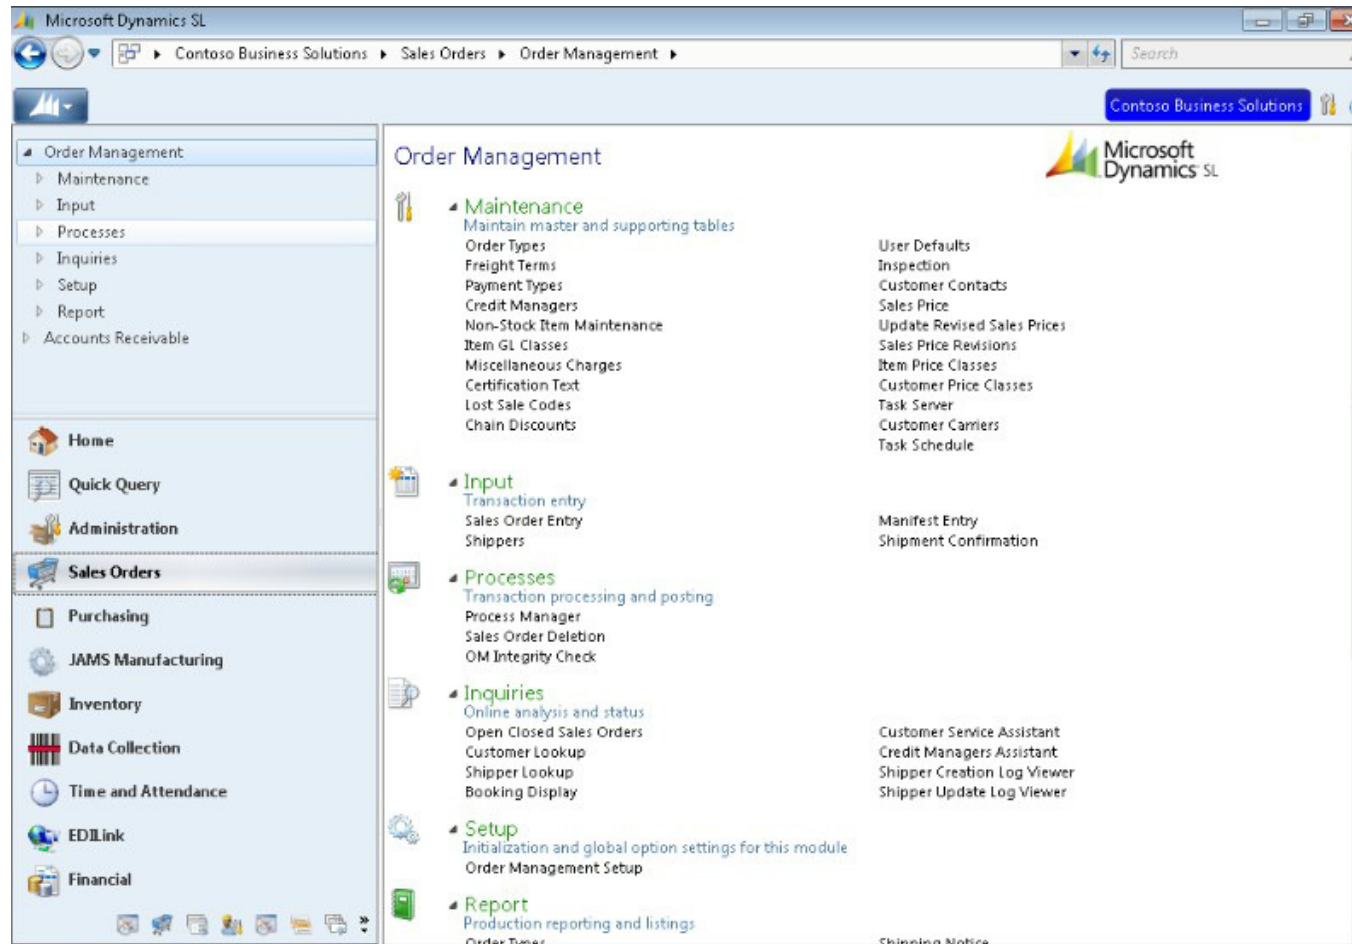 Microsoft Dynamics SL
Contoso Business Solutions Sales Orders Order Management
Search
Contoso Business Solutions
Order Management
Maintenance
Input
Processes
Inquiries
Setup
Report
Accounts Receivable
Home
Quick Query
Administration
Sales Orders
Purchasing
JAMS Manufacturing
Inventory
Data Collection
Time and Attendance
EDILink
Financial
Order Management
Microsoft
Dynamics SL
Maintenance
Maintain master and supporting tables
Order Types
Freight Terms
Payment Types
Credit Managers
Non-Stock Item Maintenance
Item GL Classes
Miscellaneous Charges
Certification Text
Lost Sale Codes
Chain Discounts
User Defaults
Inspection
Customer Contacts
Sales Price
Update Revised Sales Prices
Sales Price Revisions
Item Price Classes
Customer Price Classes
Task Server
Customer Carriers
Task Schedule
Input
Transaction entry
Sales Order Entry
Shippers
Manifest Entry
Shipment Confirmation
Processes
Transaction processing and posting
Process Manager
Sales Order Deletion
OM Integrity Check
Inquiries
Online analysis and status
Open Closed Sales Orders
Customer Lookup
Shipper Lookup
Booking Display
Customer Service Assistant
Credit Managers Assistant
Shipper Creation Log Viewer
Shipper Update Log Viewer
Setup
Initialization and global option settings for this module
Order Management Setup
Report
Production reporting and listings
Order Types
Shipping Notice